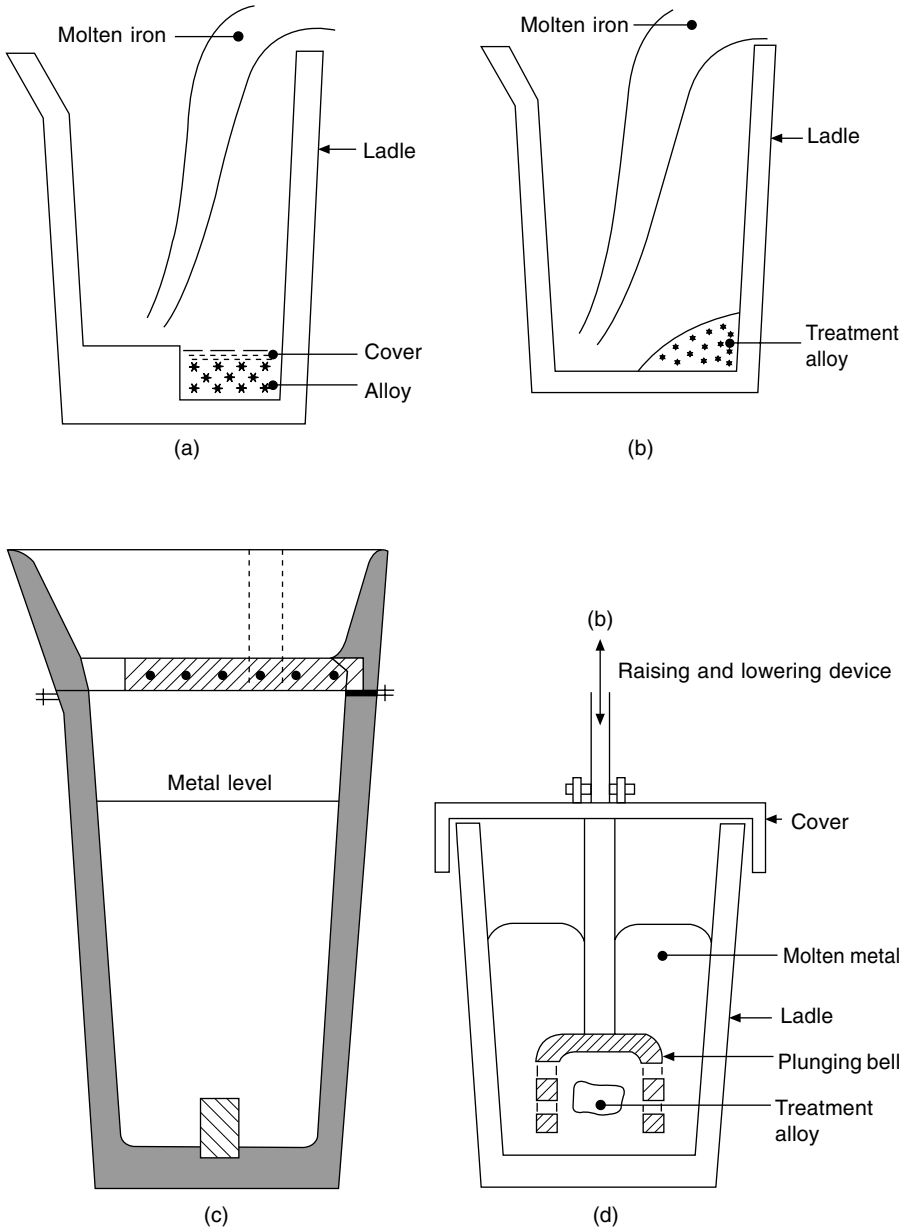 Molten iron
Ladle
Cover
Alloy
(a)
Molten iron
Ladle
Treatment
alloy
(b)
Metal level
(c)
(b)
Raising and lowering device
Cover
Molten metal
Ladle
Plunging bell
Treatment
alloy
(d)